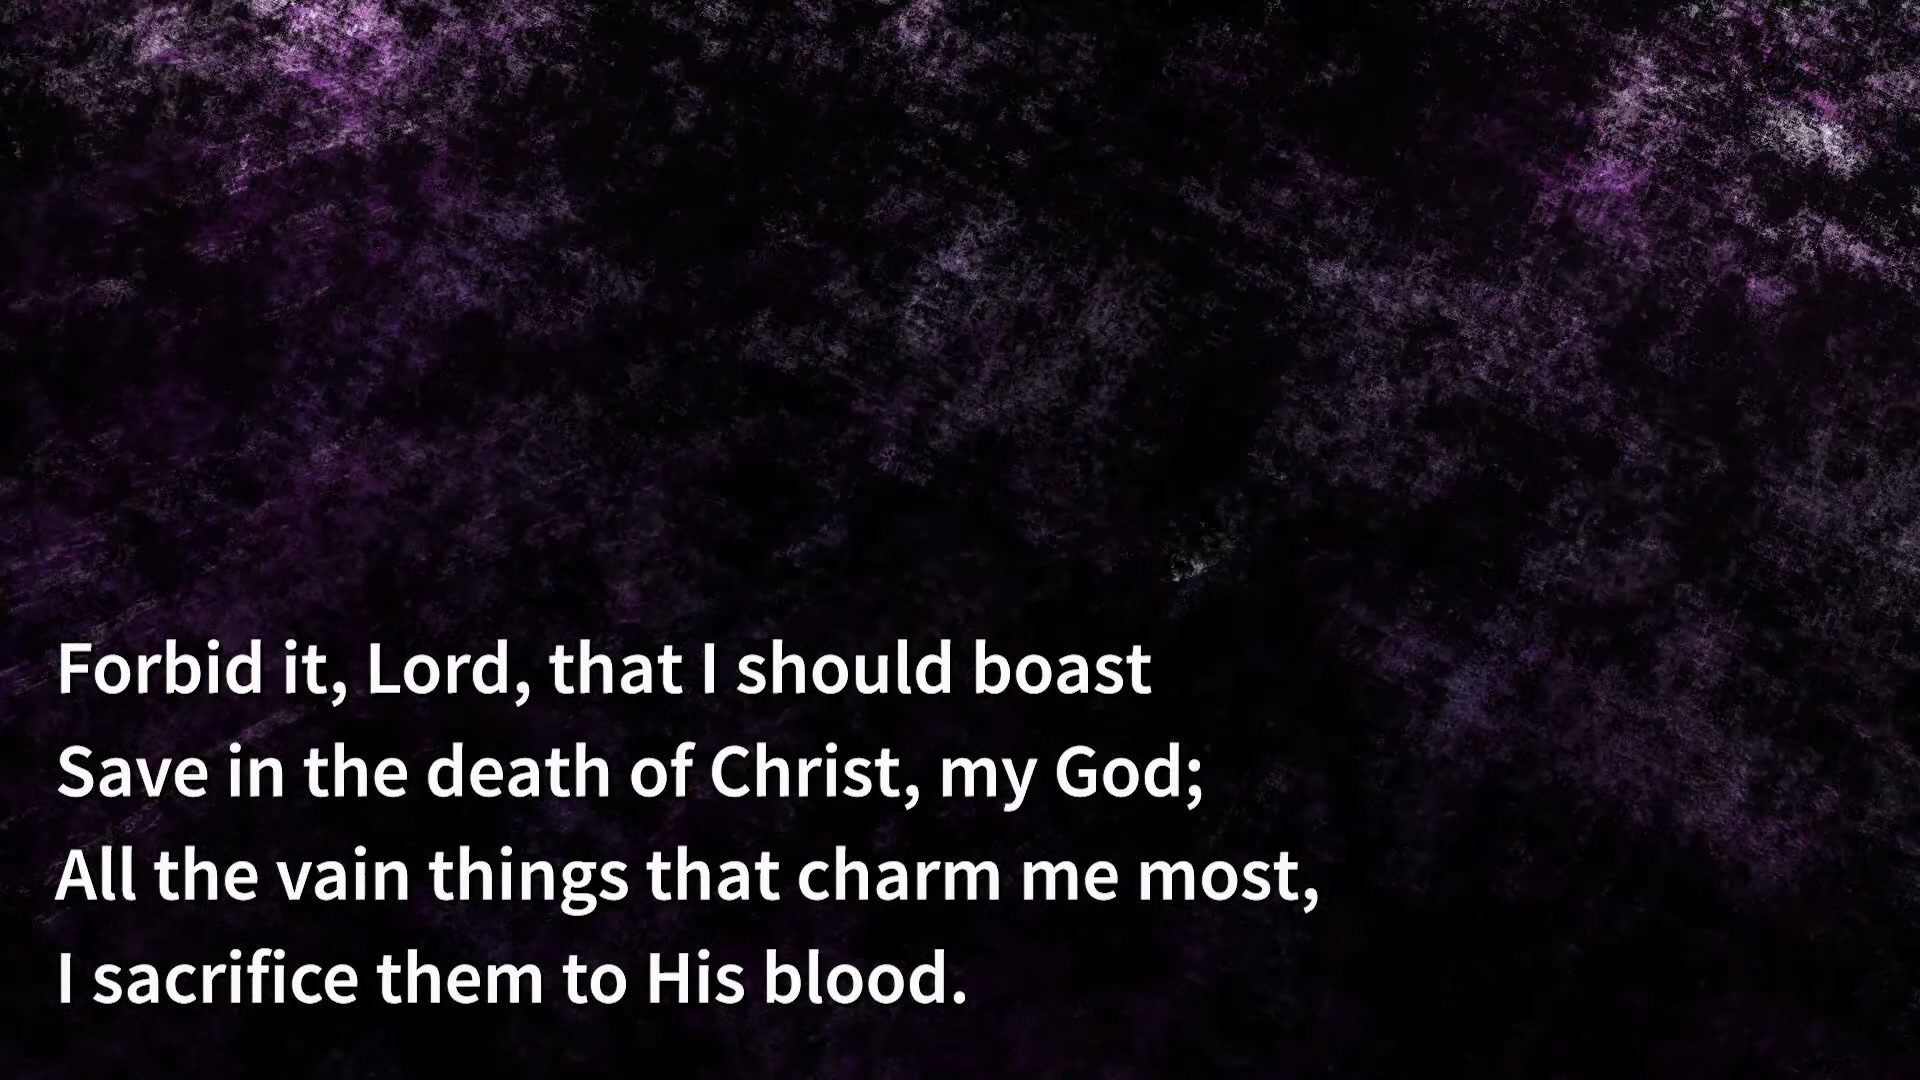 Forbid it, Lord, that I should boast
Save in the death of Christ, my God;
All the vain things that charm me most,
I sacrifice them to His blood.